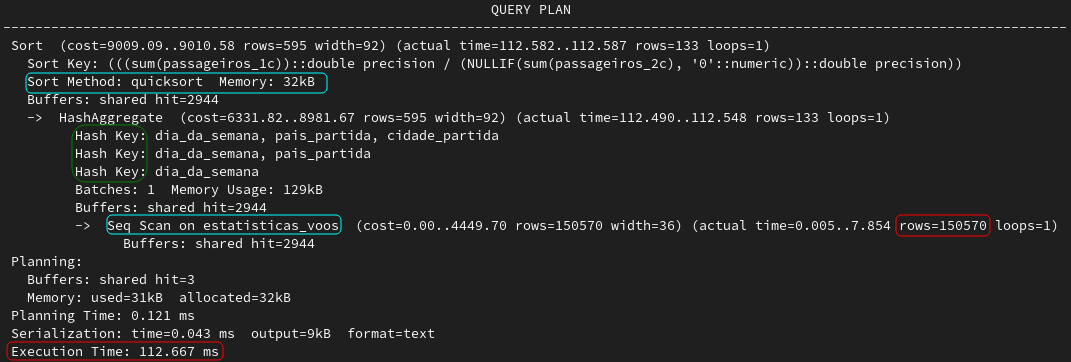 QUERY PLAN
Sort  (cost=9009.09..9010.58 rows=595 width=92) (actual time=112.582..112.587 rows=133 loops=1)
Sort Key: (((sum(passageiros_1c))::double precision / (NULLIF(sum(passageiros_2c), '0'::numeric))::double precision))
Sort Method: quicksort  Memory: 32kB
Buffers: shared hit=2944
->  HashAggregate  (cost=6331.82..8981.67 rows=595 width=92) (actual time=112.490..112.548 rows=133 loops=1)
Hash Key: dia_da_semana, pais_partida, cidade_partida
Hash Key: dia_da_semana, pais_partida
Hash Key: dia_da_semana
Batches: 1  Memory Usage: 129kB
Buffers: shared hit=2944
->  Seq Scan on estatisticas_voos  (cost=0.00..4449.70 rows=150570 width=36) (actual time=0.005..7.854 rows=150570 loops=1)
Buffers: shared hit=2944
Planning:
Buffers: shared hit=3
Memory: used=31kB  allocated=32kB
Planning Time: 0.121 ms
Serialization: time=0.043 ms  output=9kB  format=text
Execution Time: 112.667 ms